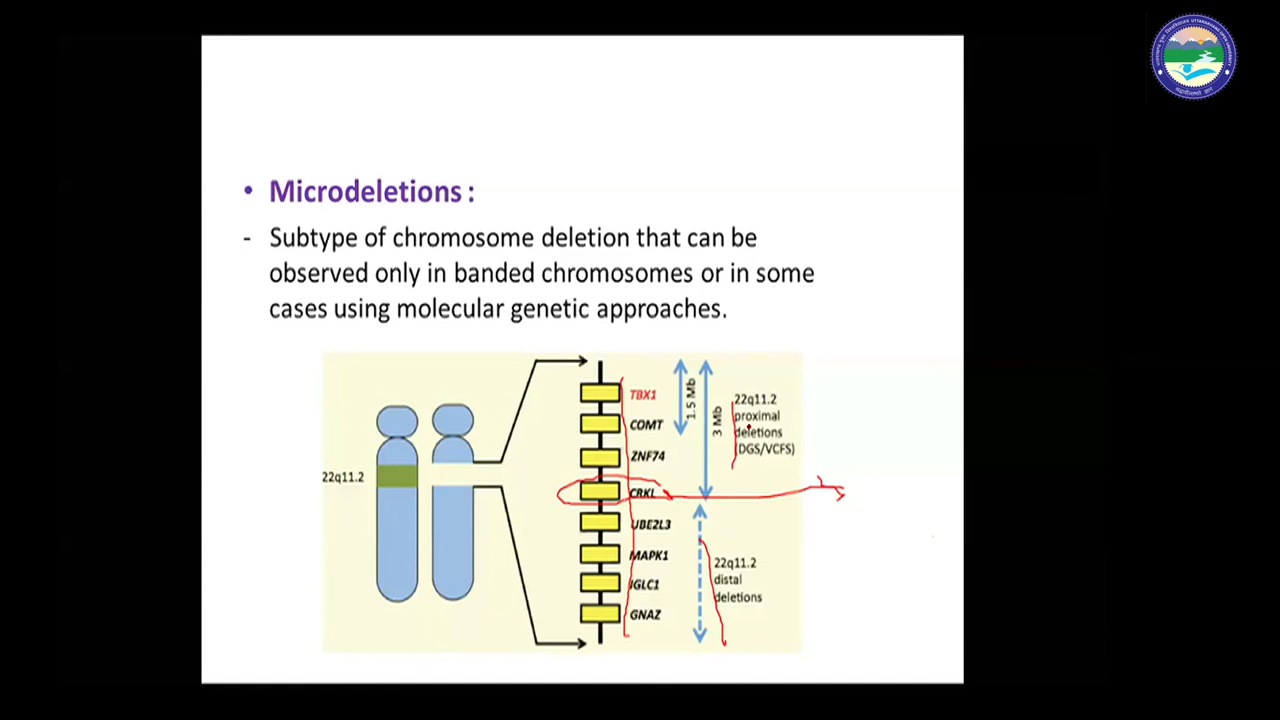 • Microdeletions :
- Subtype of chromosome deletion that can be
observed only in banded chromosomes or in some
cases using molecular genetic approaches.
22q11.2
TBX1
COMT
ZNF74
CRKL
UBE2L3
MAPK1
IGLC1
GNAZ
1.5 Mb
3 Mb
22q11.2
proximal
deletions
(DGS/VCFS)
22q11.2
distal
deletions